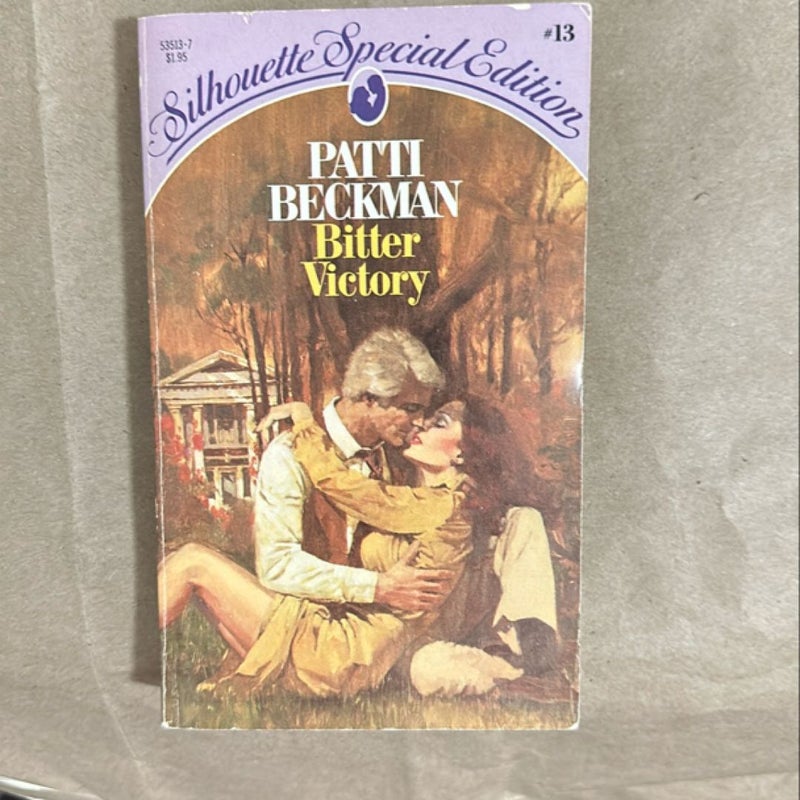 53513-7
$1.95
#13
Silhouette Special Edition
PATTI
BECKMAN
Bitter
Victory